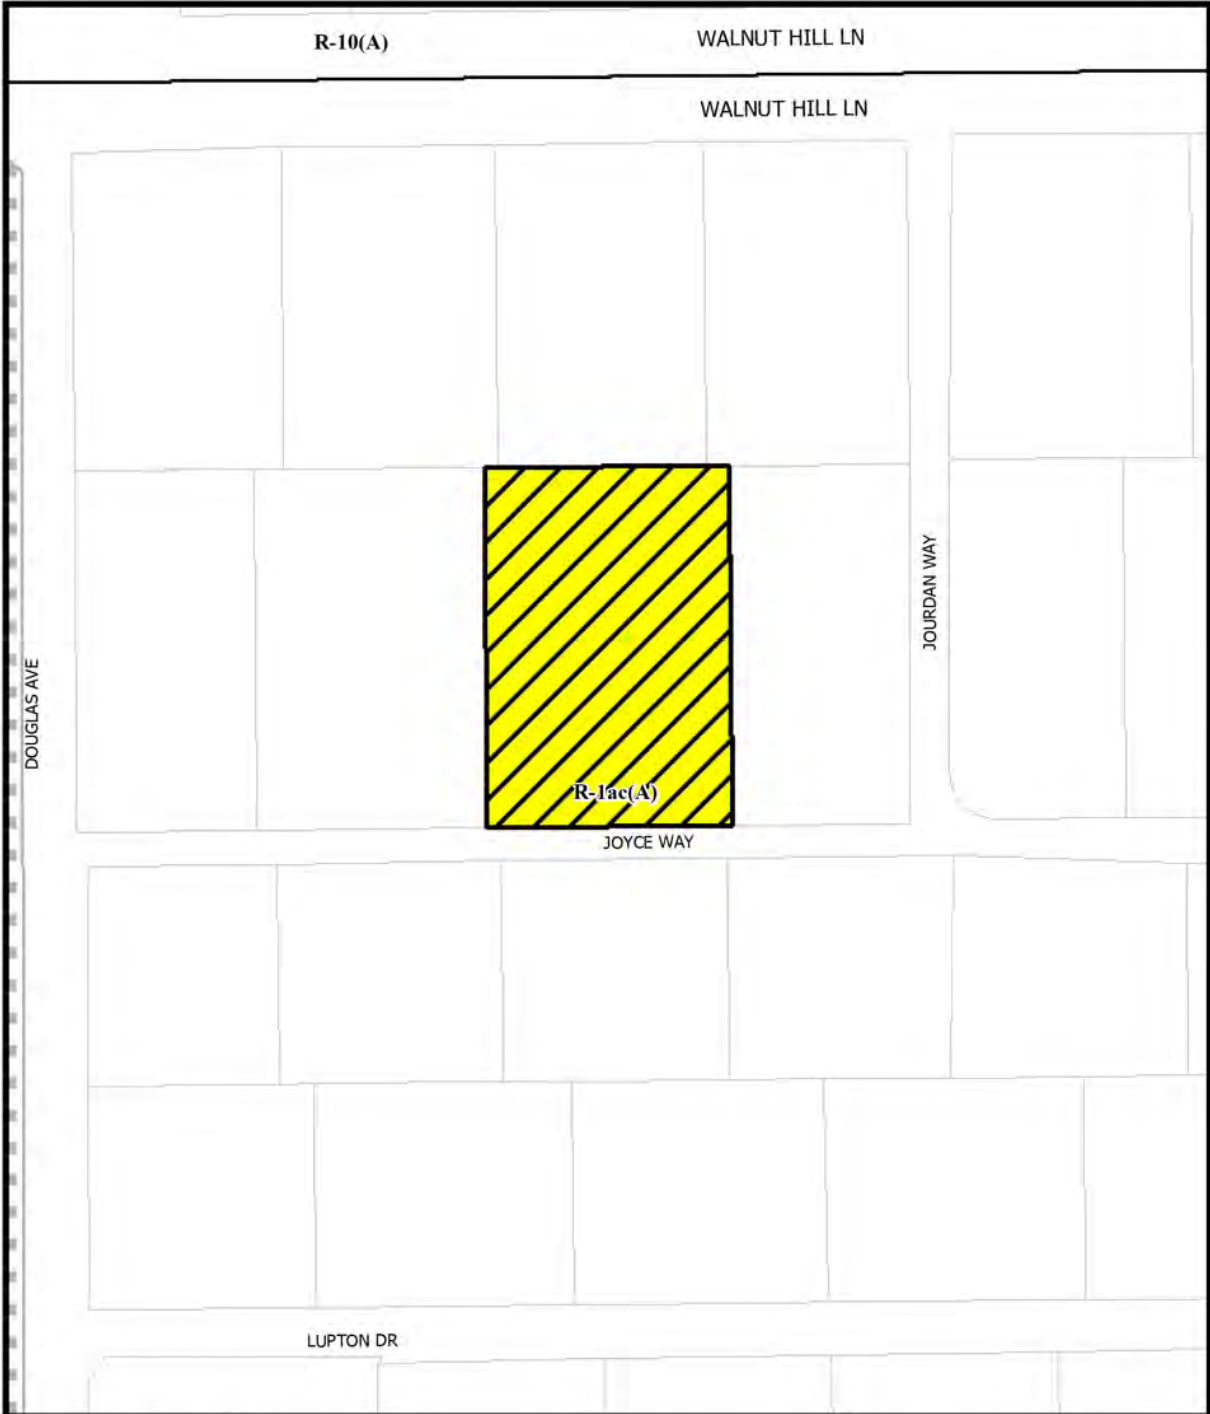 R-10(A)
WALNUT HILL LN
WALNUT HILL LN
JOURDAN WAY
DOUGLAS AVE
R-1ac(A)
JOYCE WAY
LUPTON DR